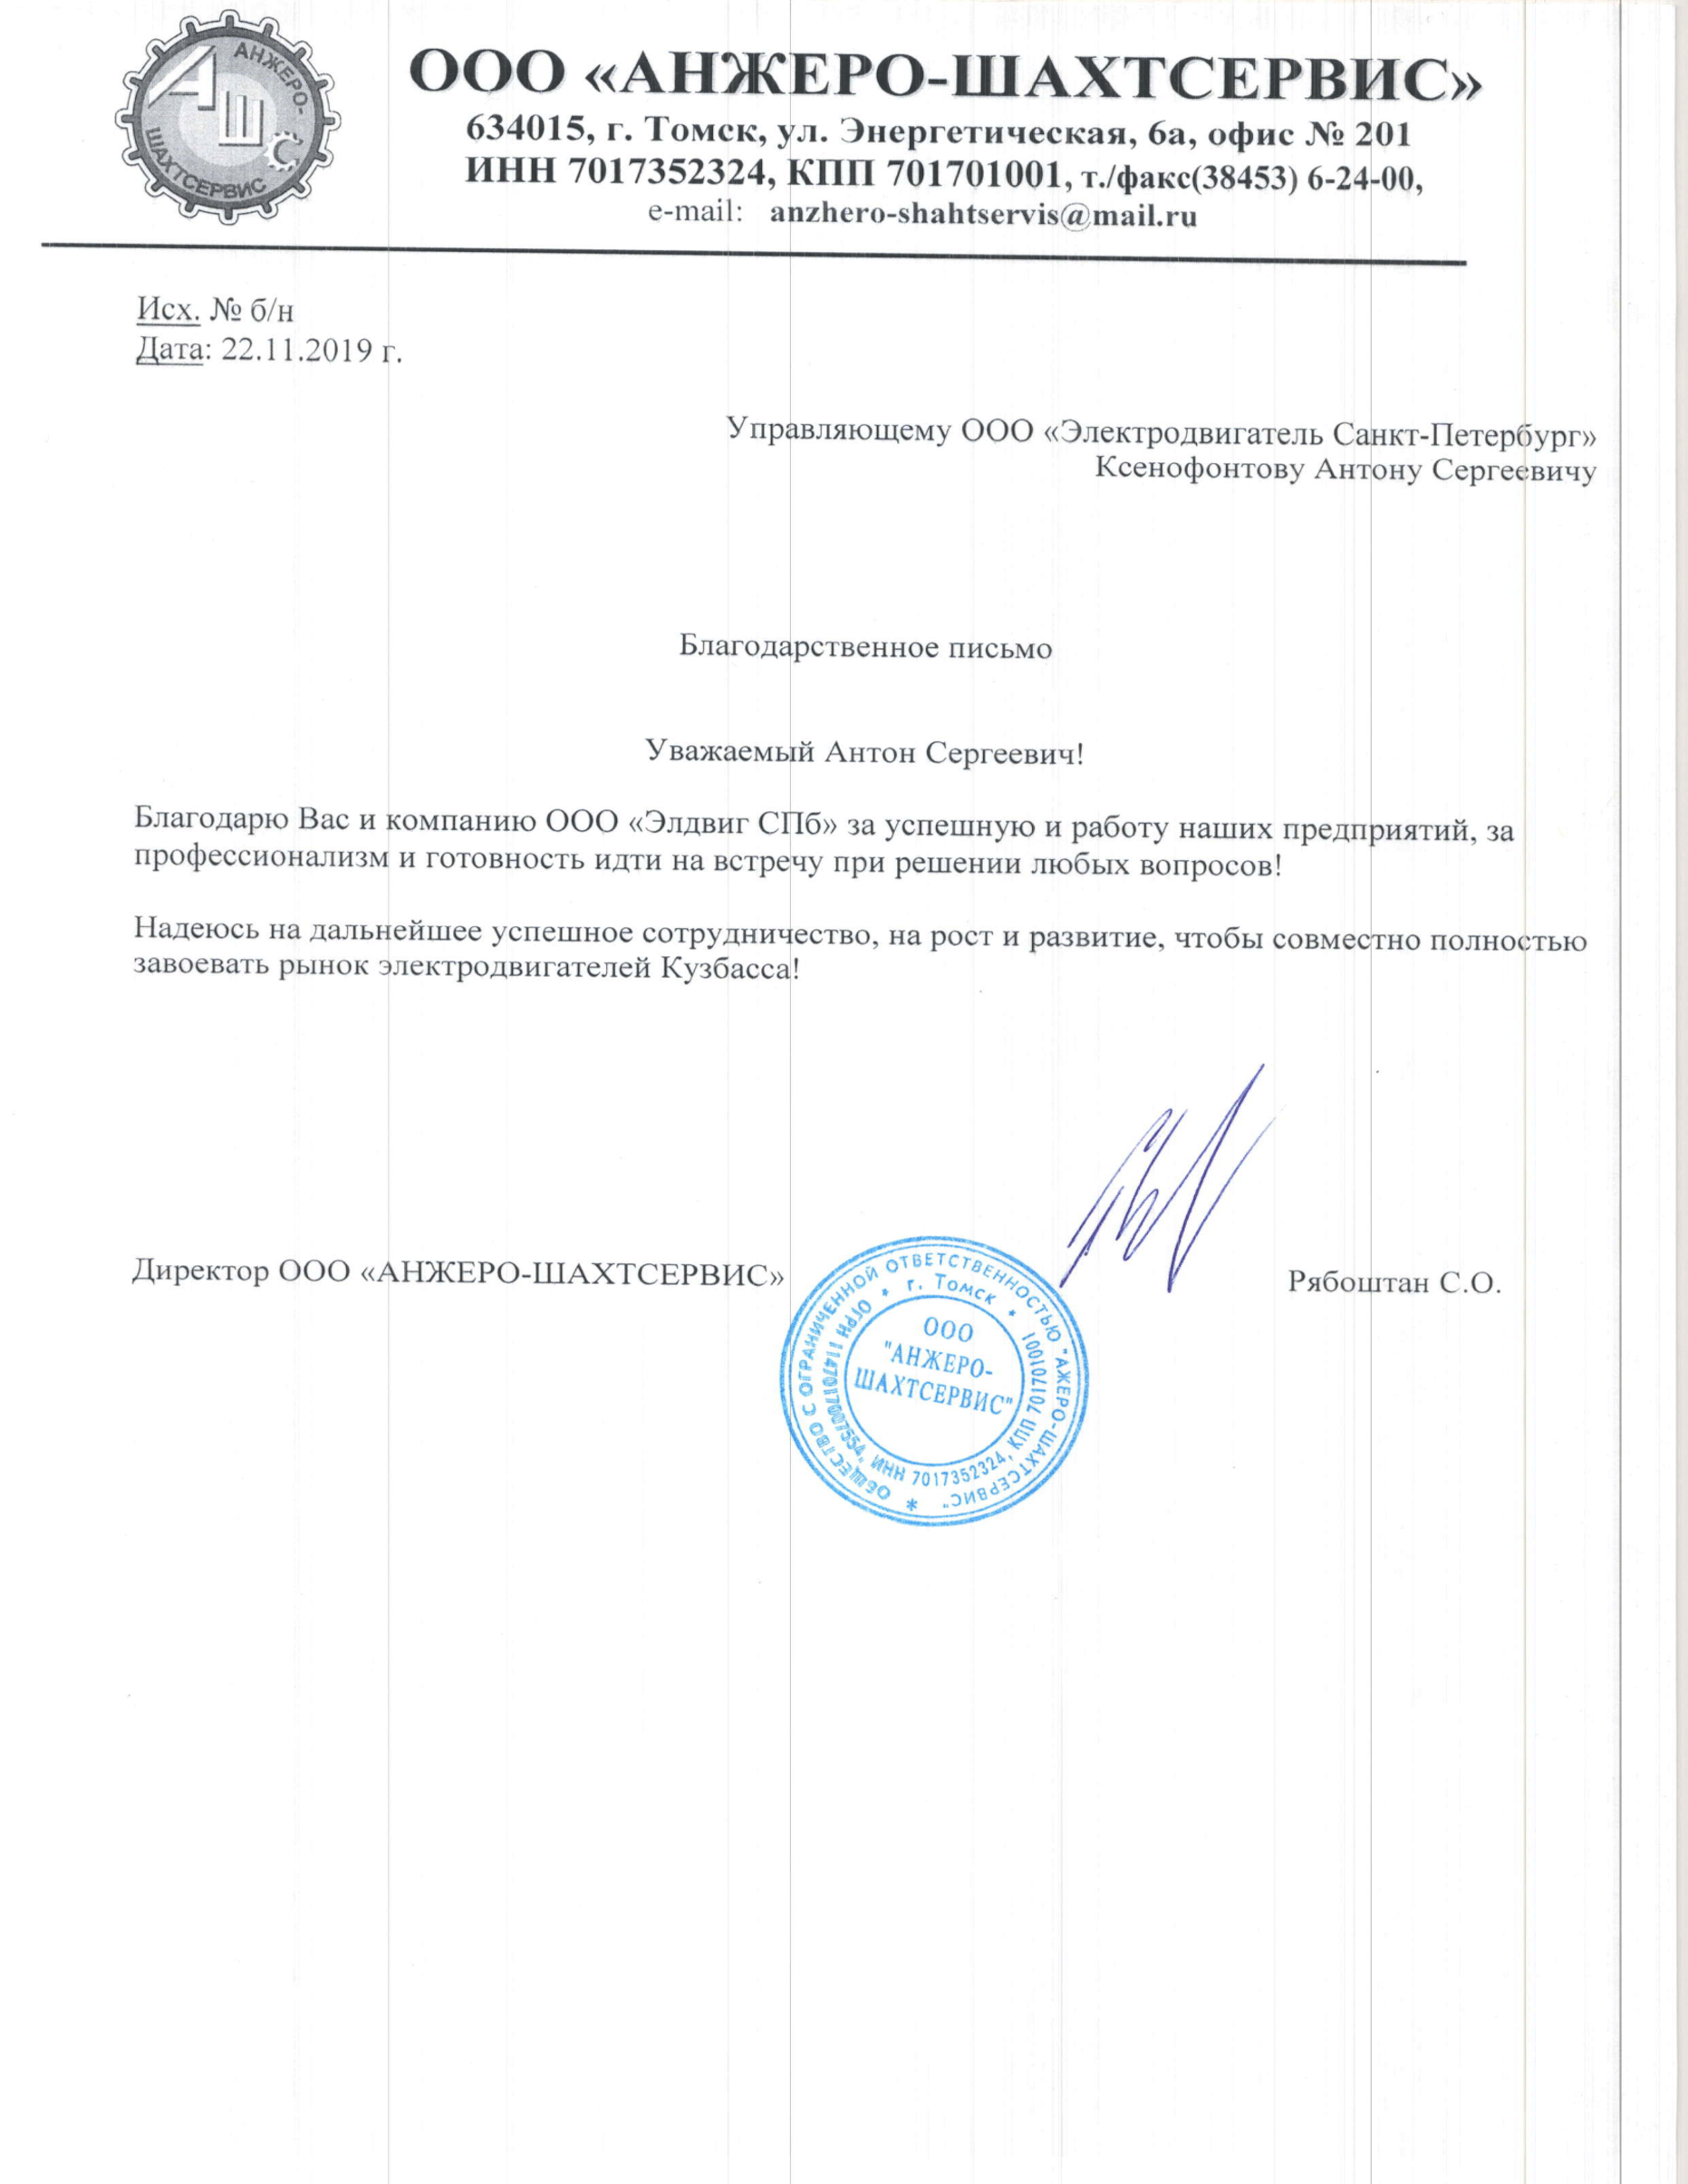 АНЖЕРО-
АШС
ШАХТСЕРВИС
ООО «АНЖЕРО-ШАХТСЕРВИС»
634015, г. Томск, ул. Энергетическая, 6а, офис № 201
ИНН 7017352324, КПП 701701001, т./факс(38453) 6-24-00,
e-mail: anzhero-shahtservis@mail.ru
Исх. № б/н
Дата: 22.11.2019 г.
Управляющему ООО «Электродвигатель Санкт-Петербург»
Ксенофонтову Антону Сергеевичу
Благодарственное письмо
Уважаемый Антон Сергеевич!
Благодарю Вас и компанию ООО «Элдвиг СПб» за успешную и работу наших предприятий, за
профессионализм и готовность идти на встречу при решении любых вопросов!
Надеюсь на дальнейшее успешное сотрудничество, на рост и развитие, чтобы совместно полностью
завоевать рынок электродвигателей Кузбасса!
Директор ООО «АНЖЕРО-ШАХТСЕРВИС»
Рябоштан С.О.
* ОБЩЕСТВО С ОГРАНИЧЕННОЙ ОТВЕТСТВЕННОСТЬЮ "АЖЕРО-ШАХТСЕРВИС"
* г. Томск *
ОГРН 1147017007554, ИНН 7017352324, КПП 701701001
ООО
"АНЖЕРО-
ШАХТСЕРВИС"